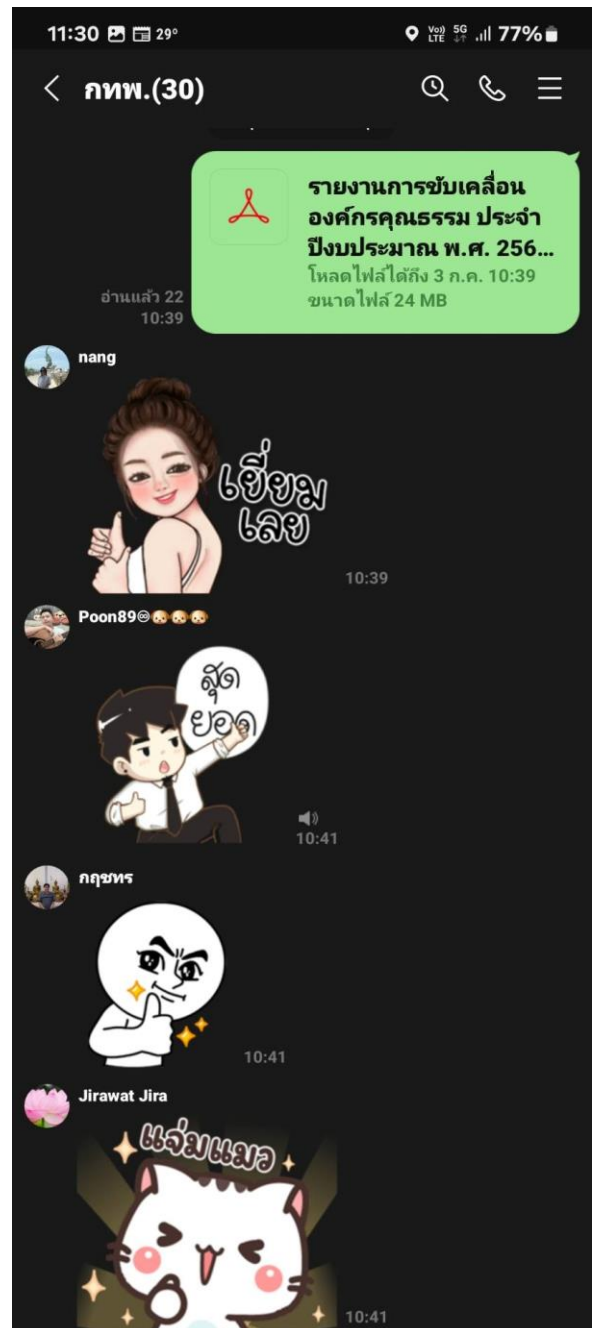 11:30 29° Vo)) LTE 5G 77%
กทพ.(30)
รายงานการขับเคลื่อน
องค์กรคุณธรรม ประจำ
ปีงบประมาณ พ.ศ. 256...
โหลดไฟล์ได้ถึง 3 ก.ค. 10:39
ขนาดไฟล์ 24 MB
อ่านแล้ว 22
10:39
nang
เยี่ยม
เลย
10:39
Poon89♾🐶🐶🐶
สุด
ยอด
10:41
กฤชทร
10:41
Jirawat Jira
แจ่มแมว
10:41